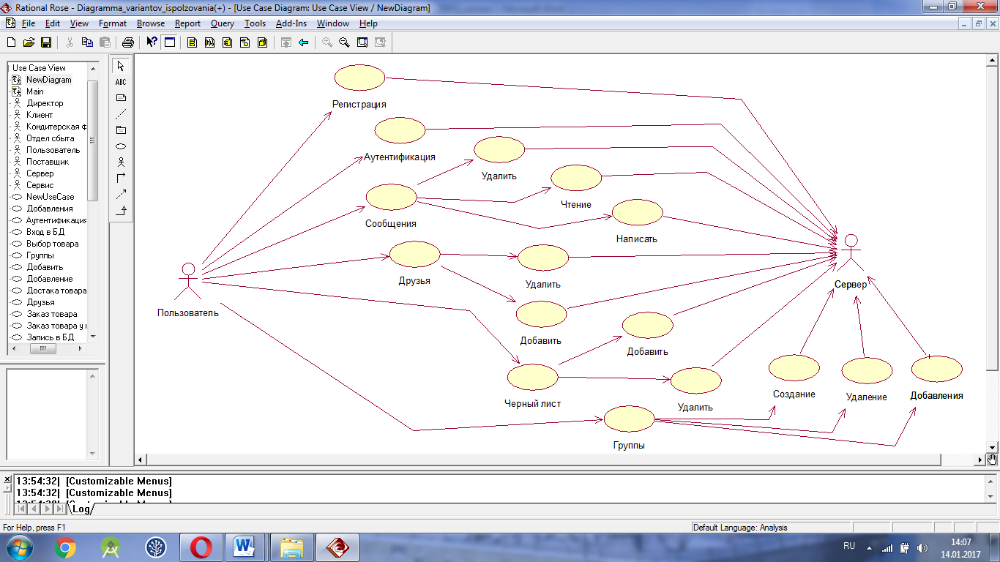 Rational Rose - Diagramma_variantov_ispolzovania(+) - [Use Case Diagram: Use Case View / NewDiagram]
File Edit View Format Browse Report Query Tools Add-Ins Window Help
Use Case View
NewDiagram
Main
Директор
Клиент
Кондитерская ф
Отдел сбыта
Пользователь
Поставщик
Сервер
Сервис
NewUseCase
Добавления
Аутентификация
Вход в БД
Выбор товара
Группы
Добавить
Добавление
Достака товара
Друзья
Заказ товара
Заказ товара у
Запись в БД
ABC
Регистрация
Аутентификация
Удалить
Чтение
Сообщения
Написать
Друзья
Удалить
Сервер
Пользователь
Добавить
Добавить
Черный лист
Удалить
Создание
Удаление
Добавления
Группы
13:54:32| [Customizable Menus]
13:54:32| [Customizable Menus]
Log
For Help, press F1
Default Language: Analysis
RU
14:07
14.01.2017